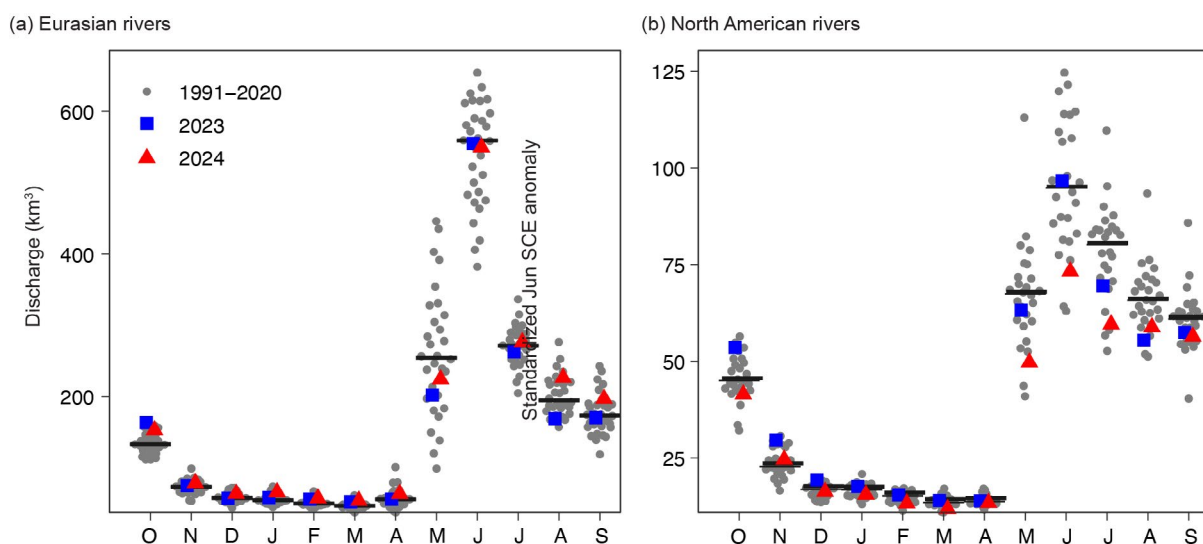 (a) Eurasian rivers
(b) North American rivers
Discharge (km³)
600
400
200
1991–2020
2023
2024
Standardized Jun SCE anomaly
O N D J F M A M J J A S
125
100
75
50
25
O N D J F M A M J J A S